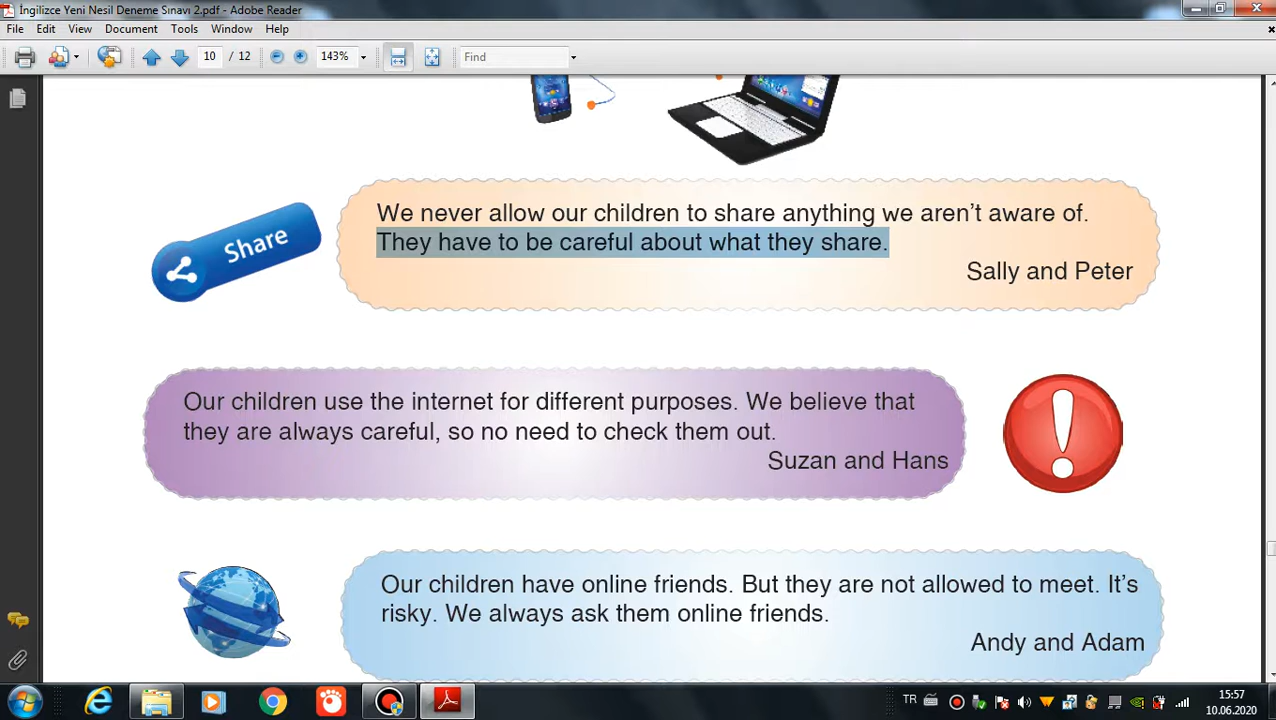 İngilizce Yeni Nesil Deneme Sınavı 2.pdf - Adobe Reader
File Edit View Document Tools Window Help
10 / 12 143% Find
Share
We never allow our children to share anything we aren't aware of.
They have to be careful about what they share.
Sally and Peter
Our children use the internet for different purposes. We believe that
they are always careful, so no need to check them out.
Suzan and Hans
Our children have online friends. But they are not allowed to meet. It's
risky. We always ask them online friends.
Andy and Adam
TR
15:57
10.06.2020